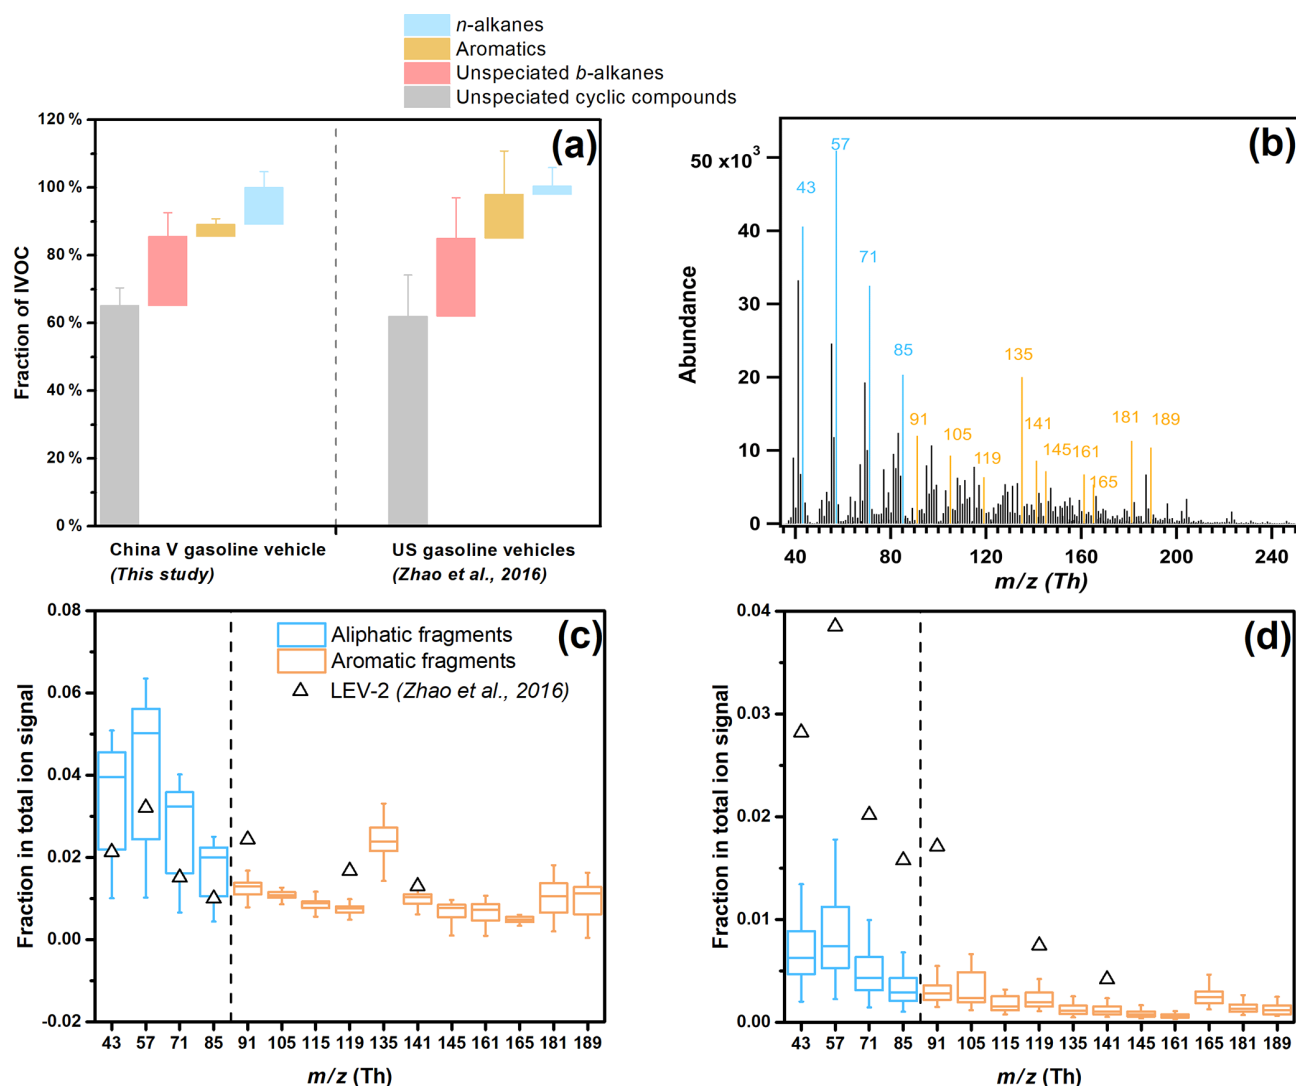 n-alkanes
Aromatics
Unspeciated b-alkanes
Unspeciated cyclic compounds
(a)
120 %
100 %
80 %
60 %
40 %
20 %
0 %
Fraction of IVOC
China V gasoline vehicle
(This study)
US gasoline vehicles
(Zhao et al., 2016)
(b)
50 x10³
40
30
20
10
0
Abundance
43
57
71
85
91
105
119
135
141
145
161
165
181
189
40 80 120 160 200 240
m/z (Th)
(c)
Aliphatic fragments
Aromatic fragments
LEV-2 (Zhao et al., 2016)
0.08
0.06
0.04
0.02
0.00
-0.02
Fraction in total ion signal
43 57 71 85 91 105 115 119 135 141 145 161 165 181 189
m/z (Th)
(d)
0.04
0.03
0.02
0.01
0.00
Fraction in total ion signal
43 57 71 85 91 105 115 119 135 141 145 161 165 181 189
m/z (Th)